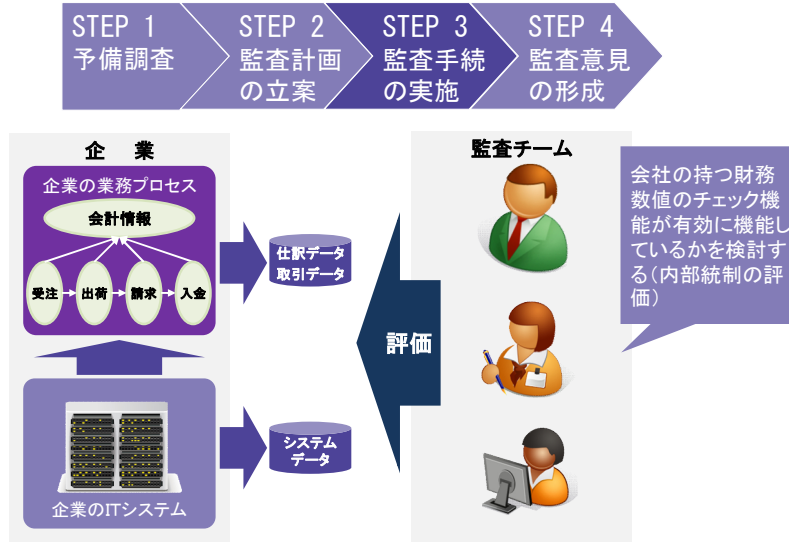 STEP 1
予備調査
STEP 2
監査計画
の立案
STEP 3
監査手続
の実施
STEP 4
監査意見
の形成
企　業
企業の業務プロセス
会計情報
受注
出荷
請求
入金
仕訳データ
取引データ
企業のITシステム
システム
データ
評価
監査チーム
会社の持つ財務
数値のチェック機
能が有効に機能し
ているかを検討す
る(内部統制の評
価)